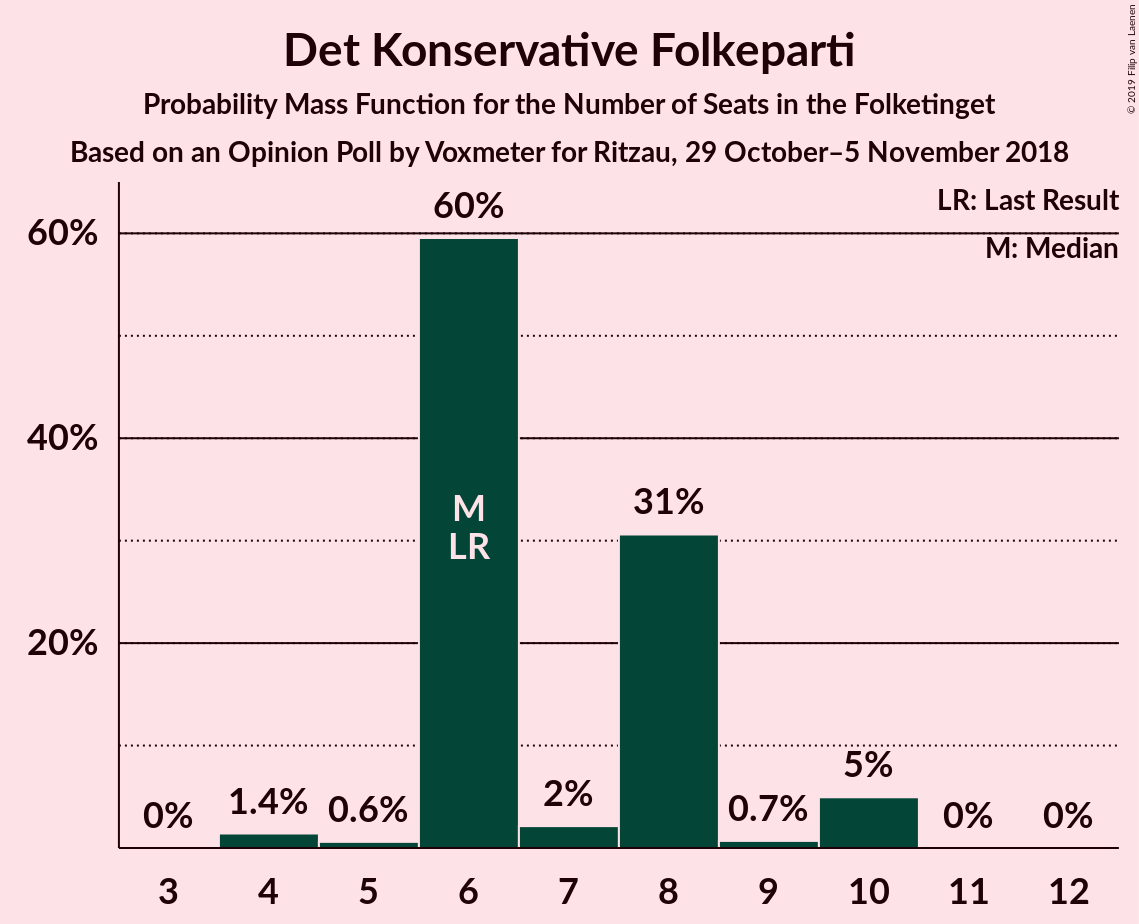 Det Konservative Folkeparti
Probability Mass Function for the Number of Seats in the Folketinget
Based on an Opinion Poll by Voxmeter for Ritzau, 29 October–5 November 2018
© 2019 Filip van Laenen
LR: Last Result
M: Median
60%
40%
20%
0%
1.4%
0.6%
60%
M
LR
2%
31%
0.7%
5%
0%
0%
3 4 5 6 7 8 9 10 11 12